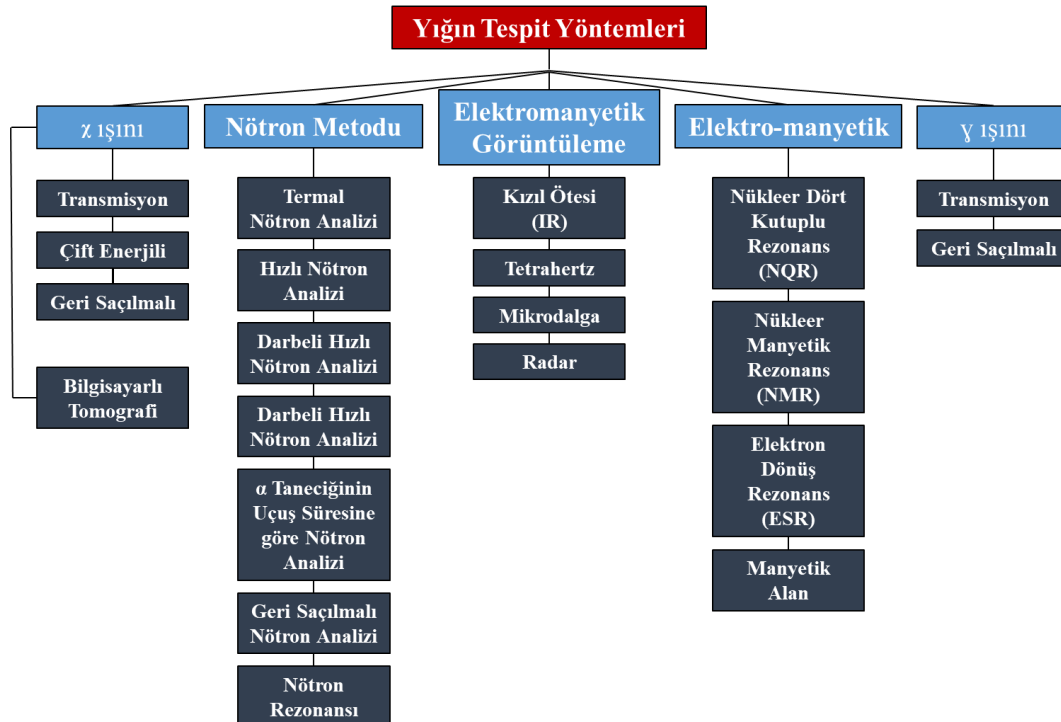 Yığın Tespit Yöntemleri
χ ışını
Transmisyon
Çift Enerjili
Geri Saçılmalı
Bilgisayarlı
Tomografi
Nötron Metodu
Termal
Nötron Analizi
Hızlı Nötron
Analizi
Darbeli Hızlı
Nötron Analizi
Darbeli Hızlı
Nötron Analizi
α Taneciğinin
Uçuş Süresine
göre Nötron
Analizi
Geri Saçılmalı
Nötron Analizi
Nötron
Rezonansı
Elektromanyetik
Görüntüleme
Kızıl Ötesi
(IR)
Tetrahertz
Mikrodalga
Radar
Elektro-manyetik
Nükleer Dört
Kutuplu
Rezonans
(NQR)
Nükleer
Manyetik
Rezonans
(NMR)
Elektron
Dönüş
Rezonans
(ESR)
Manyetik
Alan
Ɣ ışını
Transmisyon
Geri Saçılmalı